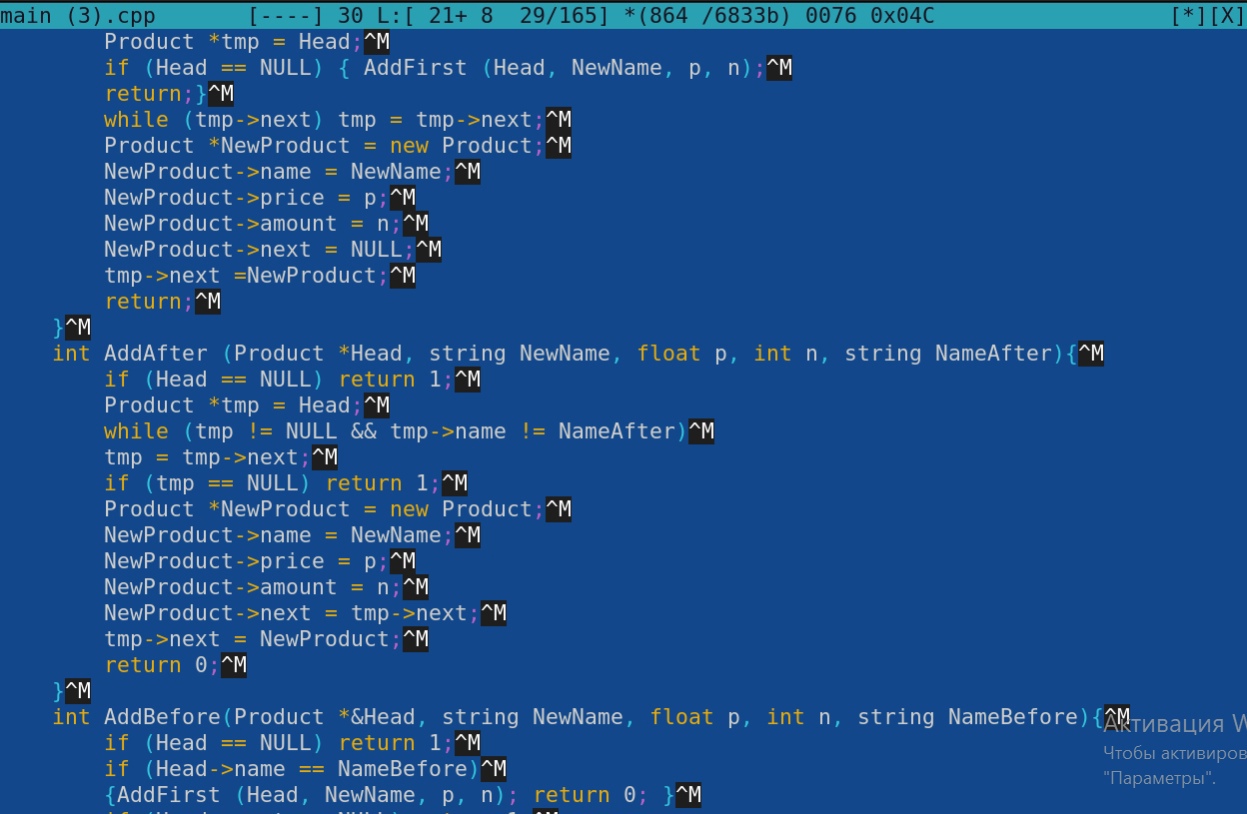 main (3).cpp       [----] 30 L:[ 21+ 8  29/165] *(864 /6833b) 0076 0x04C                  [*][X]
        Product *tmp = Head;^M
        if (Head == NULL) { AddFirst (Head, NewName, p, n);^M
        return;}^M
        while (tmp->next) tmp = tmp->next;^M
        Product *NewProduct = new Product;^M
        NewProduct->name = NewName;^M
        NewProduct->price = p;^M
        NewProduct->amount = n;^M
        NewProduct->next = NULL;^M
        tmp->next =NewProduct;^M
        return;^M
    }^M
    int AddAfter (Product *Head, string NewName, float p, int n, string NameAfter){^M
        if (Head == NULL) return 1;^M
        Product *tmp = Head;^M
        while (tmp != NULL && tmp->name != NameAfter)^M
        tmp = tmp->next;^M
        if (tmp == NULL) return 1;^M
        Product *NewProduct = new Product;^M
        NewProduct->name = NewName;^M
        NewProduct->price = p;^M
        NewProduct->amount = n;^M
        NewProduct->next = tmp->next;^M
        tmp->next = NewProduct;^M
        return 0;^M
    }^M
    int AddBefore(Product *&Head, string NewName, float p, int n, string NameBefore){^M
        if (Head == NULL) return 1;^M
        if (Head->name == NameBefore)^M
        {AddFirst (Head, NewName, p, n); return 0; }^M
Активация W
Чтобы активиров
"Параметры".